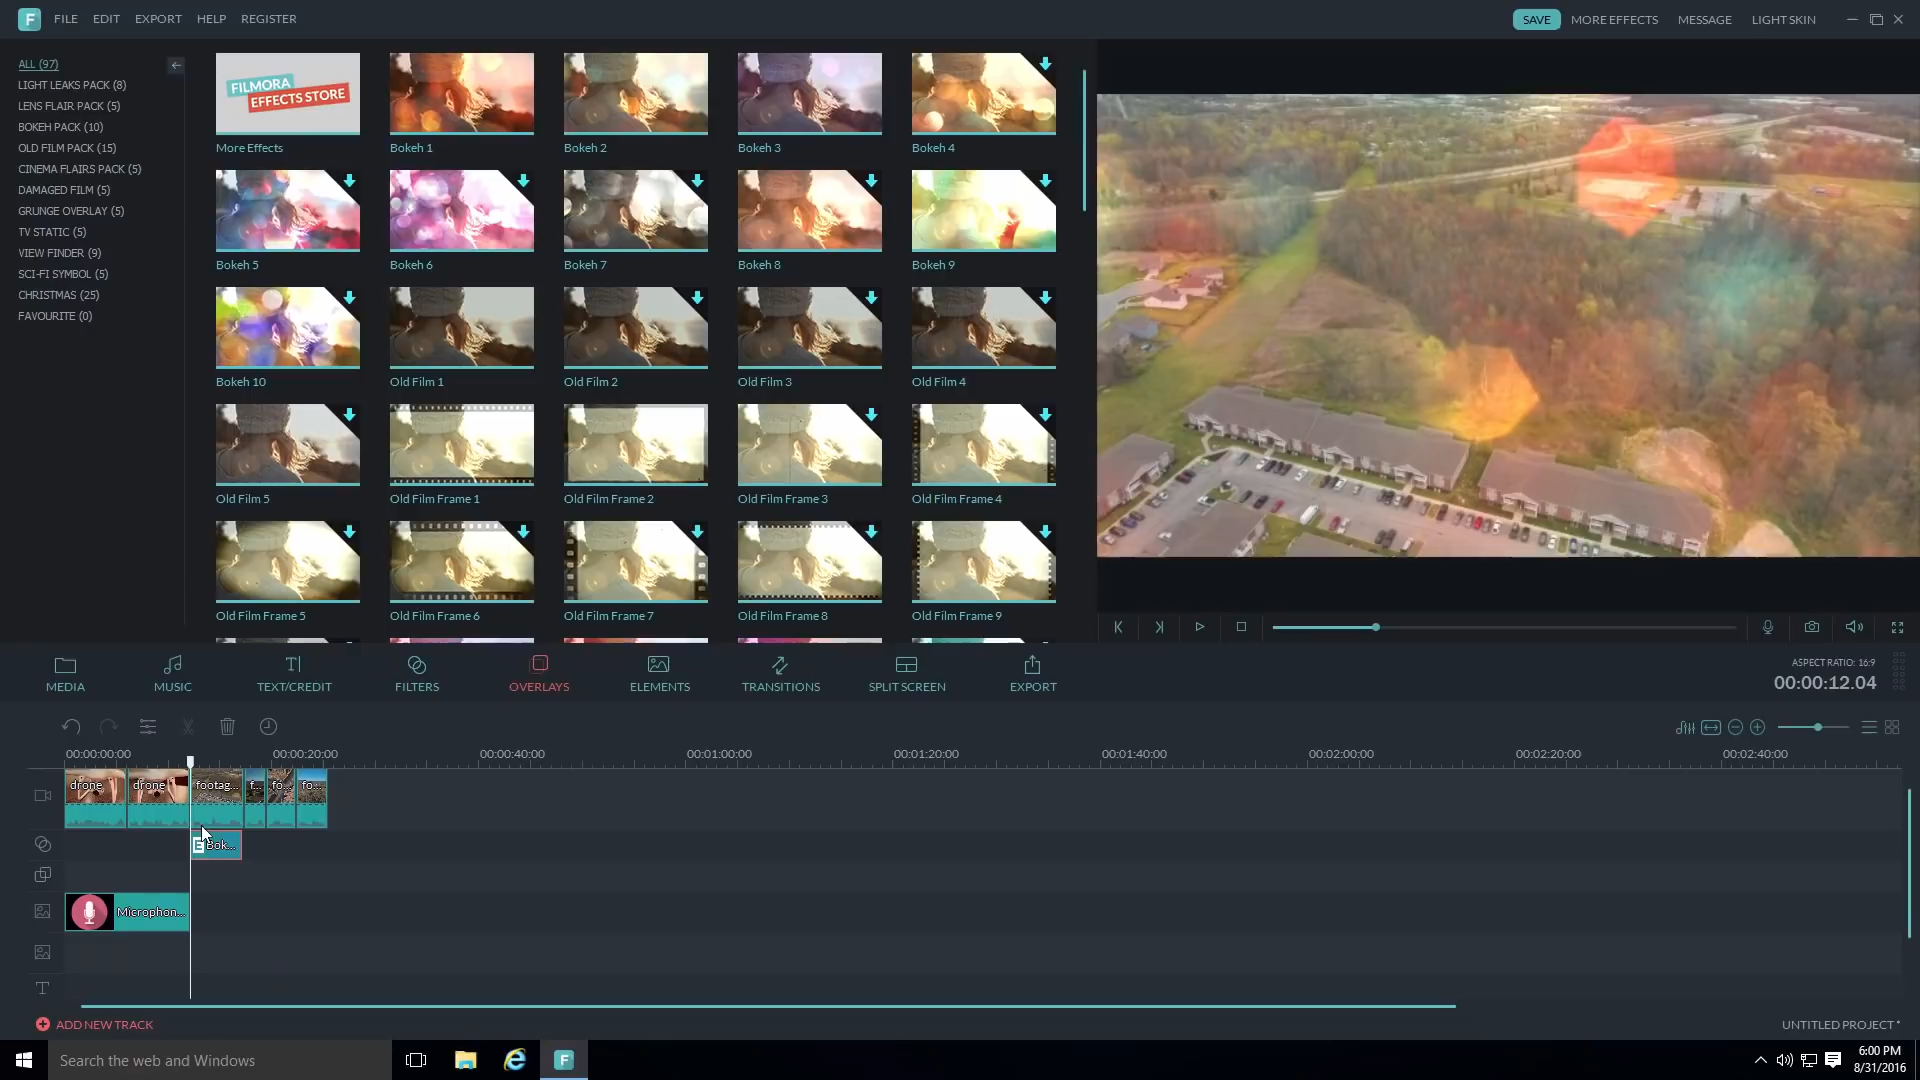 F FILE EDIT EXPORT HELP REGISTER SAVE MORE EFFECTS MESSAGE LIGHT SKIN
ALL (97)
LIGHT LEAKS PACK (8)
LENS FLAIR PACK (5)
BOKEH PACK (10)
OLD FILM PACK (15)
CINEMA FLAIRS PACK (5)
DAMAGED FILM (5)
GRUNGE OVERLAY (5)
TV STATIC (5)
VIEW FINDER (9)
SCI-FI SYMBOL (5)
CHRISTMAS (25)
FAVOURITE (0)
FILMORA
EFFECTS STORE
More Effects Bokeh 1 Bokeh 2 Bokeh 3 Bokeh 4
Bokeh 5 Bokeh 6 Bokeh 7 Bokeh 8 Bokeh 9
Bokeh 10 Old Film 1 Old Film 2 Old Film 3 Old Film 4
Old Film 5 Old Film Frame 1 Old Film Frame 2 Old Film Frame 3 Old Film Frame 4
Old Film Frame 5 Old Film Frame 6 Old Film Frame 7 Old Film Frame 8 Old Film Frame 9
MEDIA MUSIC TEXT/CREDIT FILTERS OVERLAYS ELEMENTS TRANSITIONS SPLIT SCREEN EXPORT
ASPECT RATIO: 16:9
00:00:12.04
00:00:00:00 00:00:20:00 00:00:40:00 00:01:00:00 00:01:20:00 00:01:40:00 00:02:00:00 00:02:20:00 00:02:40:00
drone drone footag... f... fo... fo...
E Bok...
Microphon...
T
ADD NEW TRACK
UNTITLED PROJECT *
Search the web and Windows
F
6:00 PM
8/31/2016